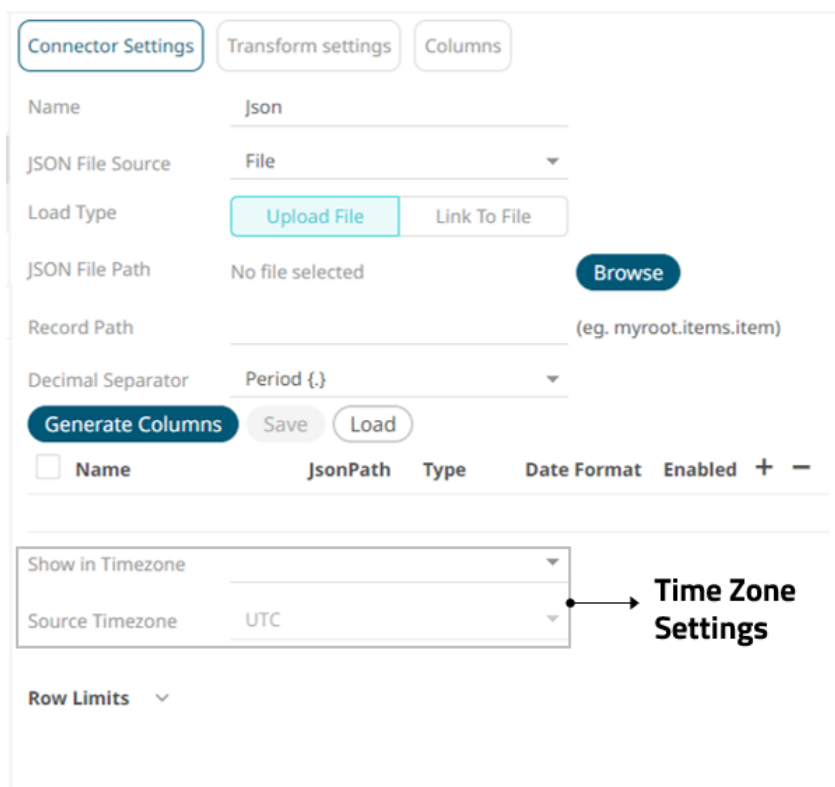 Connector Settings Transform settings Columns
Name Json
JSON File Source File
Load Type Upload File Link To File
JSON File Path No file selected Browse
Record Path (eg. myroot.items.item)
Decimal Separator Period {.}
Generate Columns Save Load
Name JsonPath Type Date Format Enabled + −
Show in Timezone
Source Timezone UTC
Time Zone
Settings
Row Limits